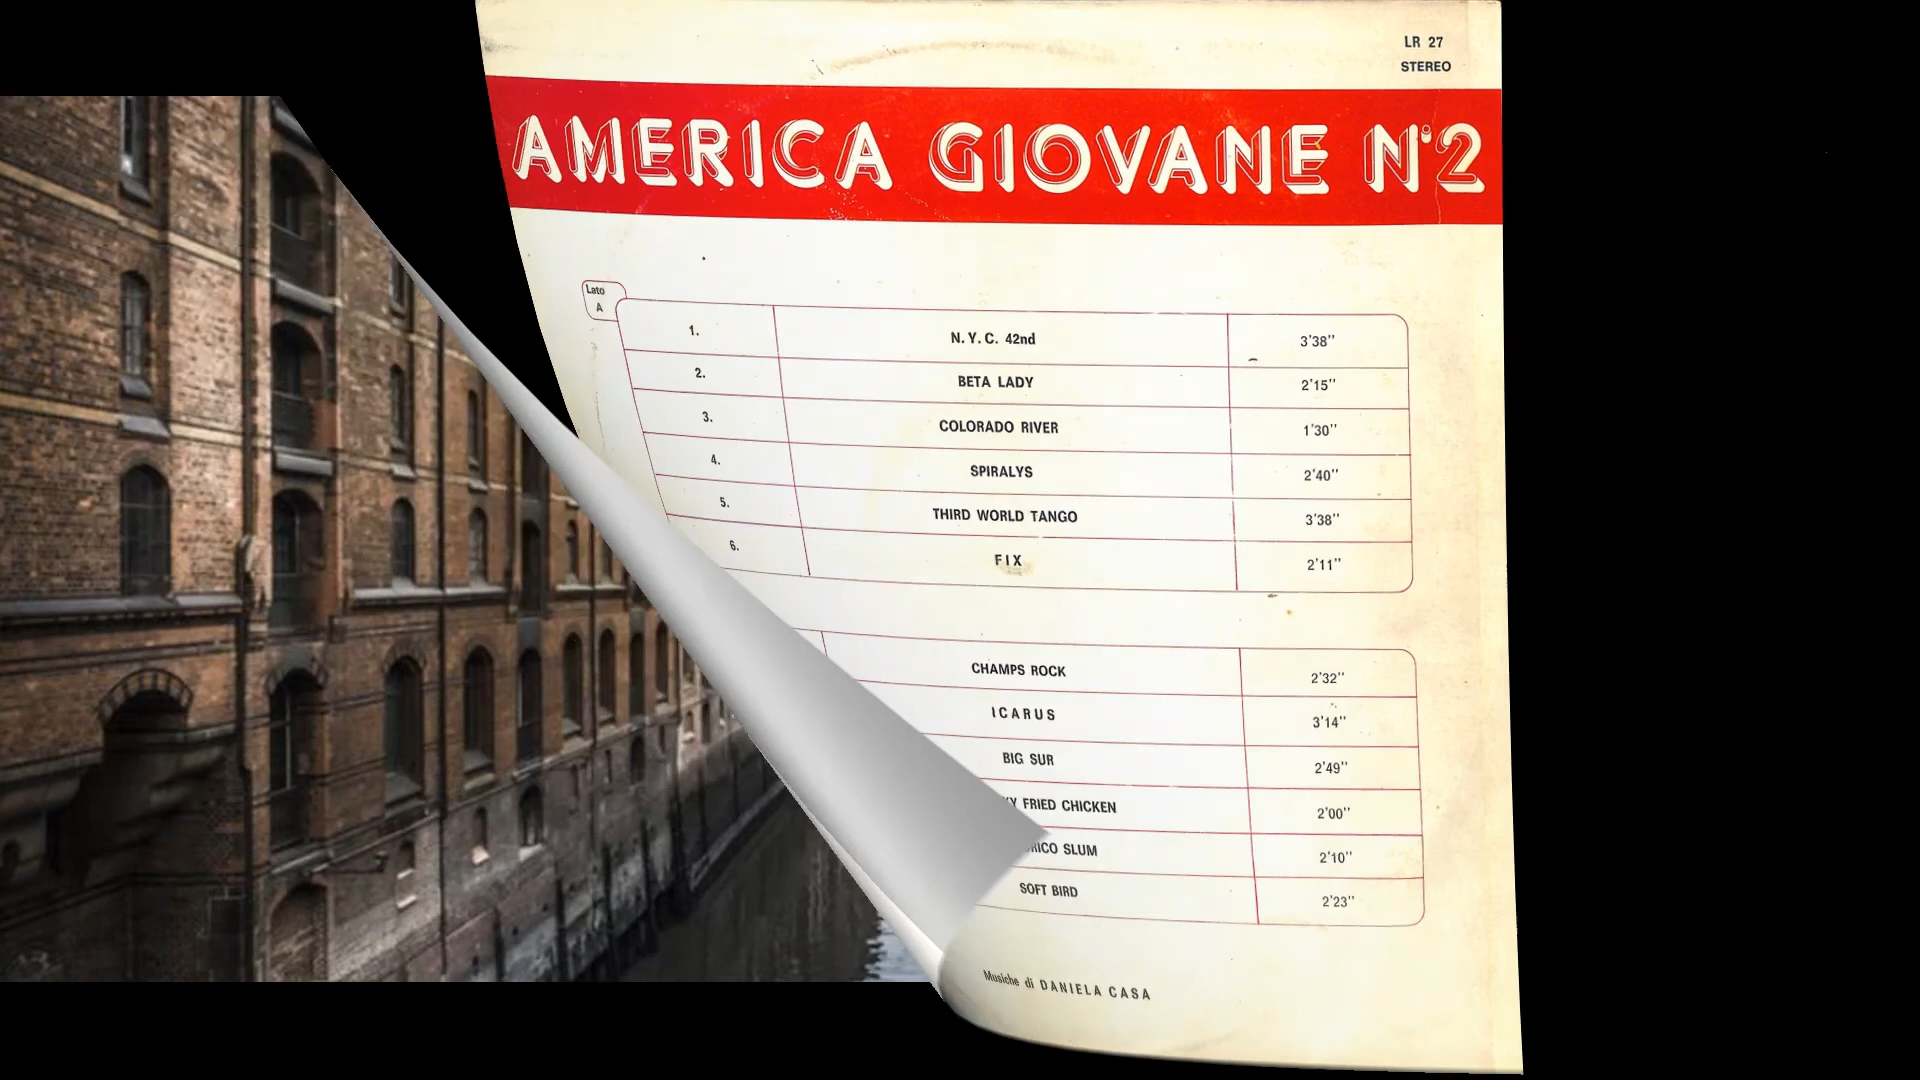 LR 27
STEREO
AMERICA GIOVANE N°2
Lato
A
1. N.Y.C. 42nd 3'38''
2. BETA LADY 2'15''
3. COLORADO RIVER 1'30''
4. SPIRALYS 2'40''
5. THIRD WORLD TANGO 3'38''
6. FIX 2'11''
CHAMPS ROCK 2'32''
ICARUS 3'14''
BIG SUR 2'49''
FRIED CHICKEN 2'00''
SLUM 2'10''
SOFT BIRD 2'23''
Musiche di DANIELA CASA